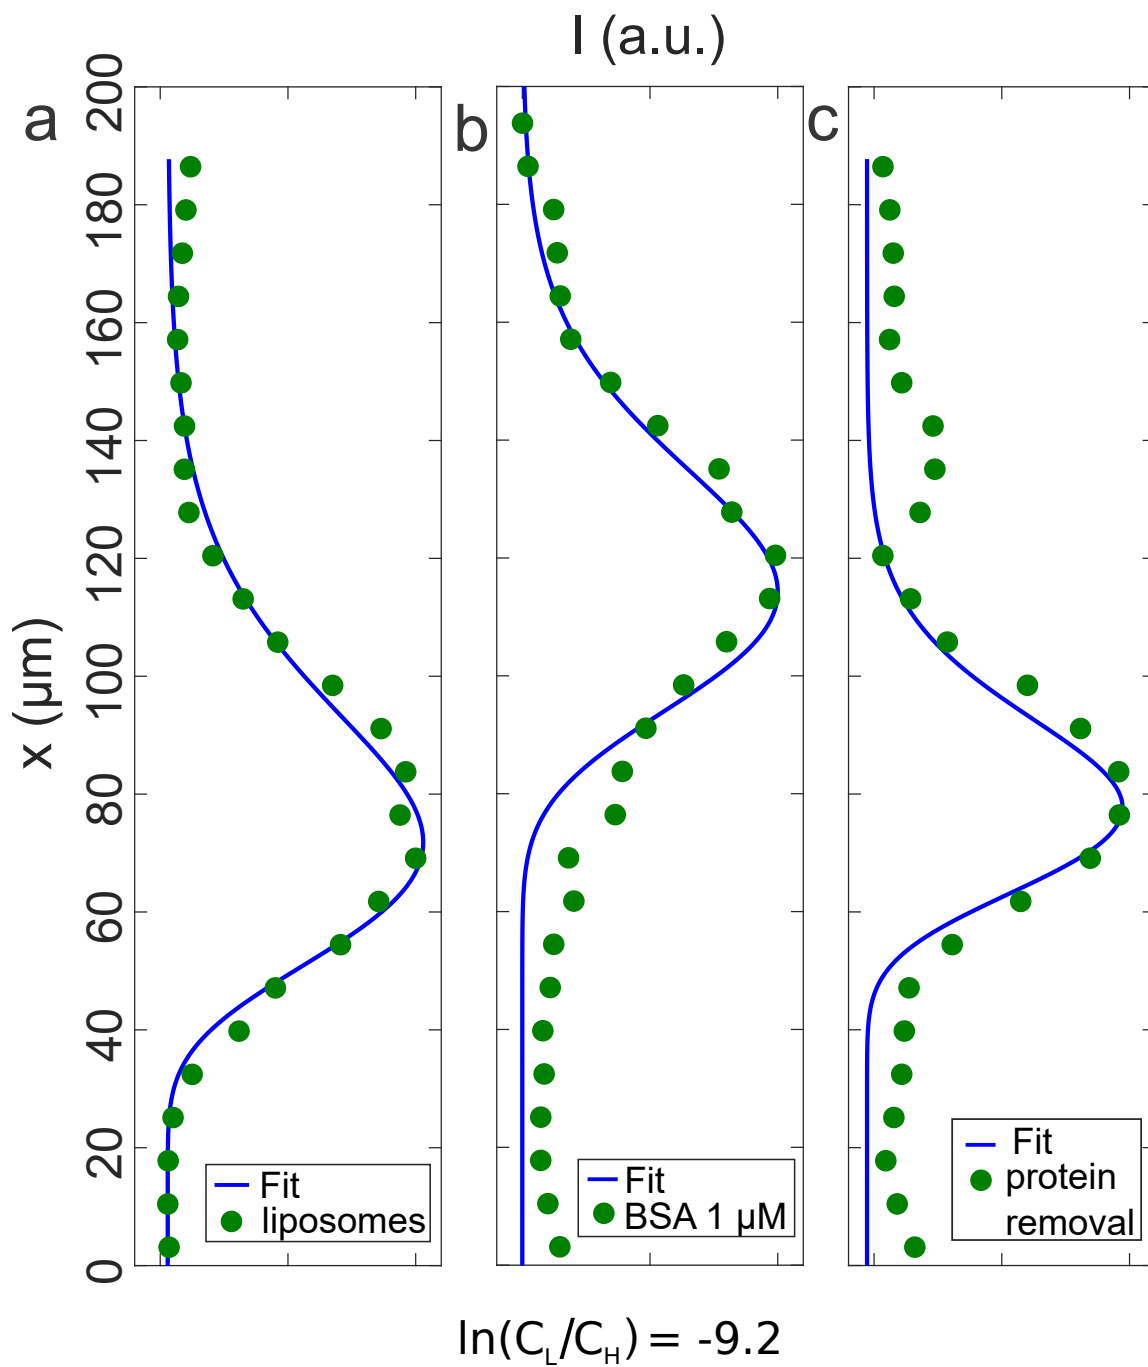 I (a.u.)
a
b
c
x (µm)
200
180
160
140
120
100
80
60
40
20
0
Fit
liposomes
Fit
BSA 1 µM
Fit
protein
removal
ln(C_L/C_H) = -9.2